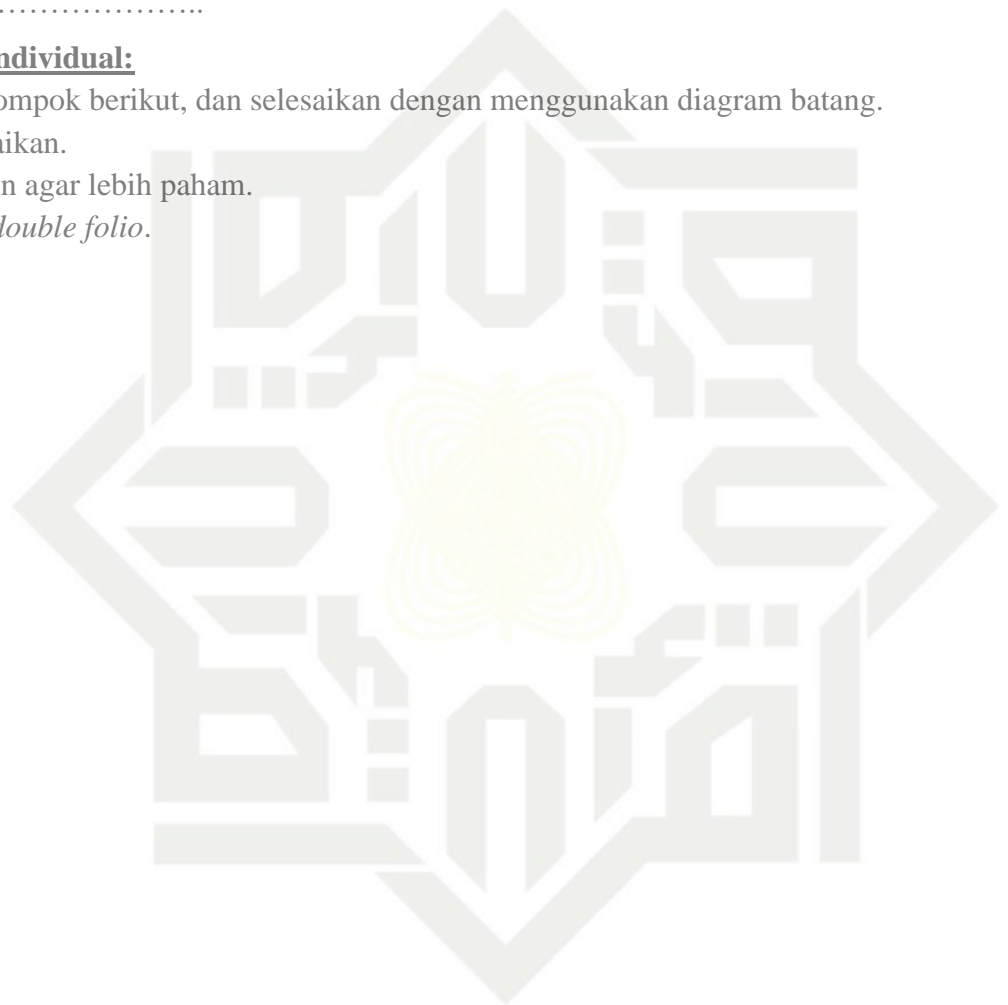 ………………………..
ndividual:
ompok berikut, dan selesaikan dengan menggunakan diagram batang.
aikan.
n agar lebih paham.
double folio.